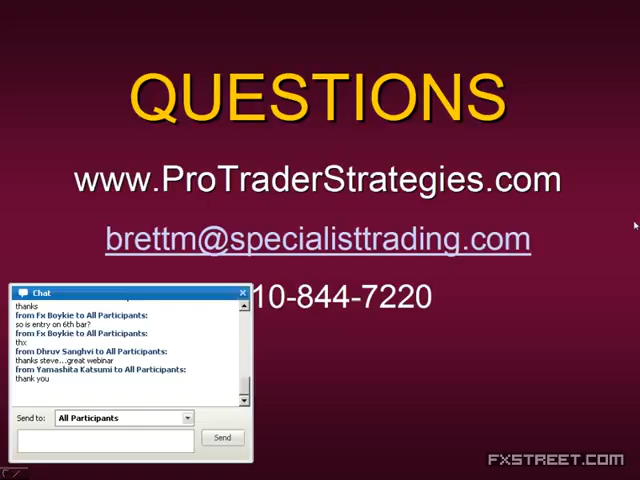 QUESTIONS
www.ProTraderStrategies.com
brettm@specialisttrading.com
10-844-7220
Chat
thanks
from Fx Boykie to All Participants:
so is entry on 6th bar?
from Fx Boykie to All Participants:
thx
from Dhruv Sanghvi to All Participants:
thanks steve...great webinar
from Yamashita Katsumi to All Participants:
thank you
Send to: All Participants
Send
FXSTREET.COM